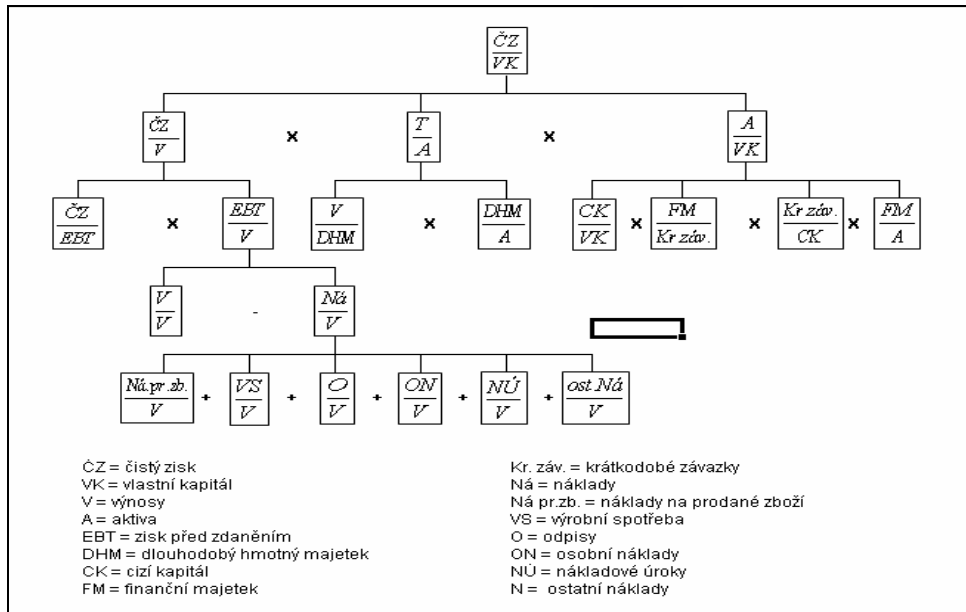 ČZ
VK
ČZ
V
×
T
A
×
A
VK
ČZ
EBT
×
EBT
V
V
DHM
×
DHM
A
CK
VK
×
FM
Kr záv.
×
Kr záv.
CK
×
FM
A
V
V
-
Ná
V
Ná.pr.zb.
V
+
VS
V
+
O
V
+
ON
V
+
NÚ
V
+
ost.Ná
V
ČZ = čistý zisk
VK = vlastní kapitál
V = výnosy
A = aktiva
EBT = zisk před zdaněním
DHM = dlouhodobý hmotný majetek
CK = cizí kapitál
FM = finanční majetek
Kr. záv. = krátkodobé závazky
Ná = náklady
Ná pr.zb. = náklady na prodané zboží
VS = výrobní spotřeba
O = odpisy
ON = osobní náklady
NÚ = nákladové úroky
N = ostatní náklady